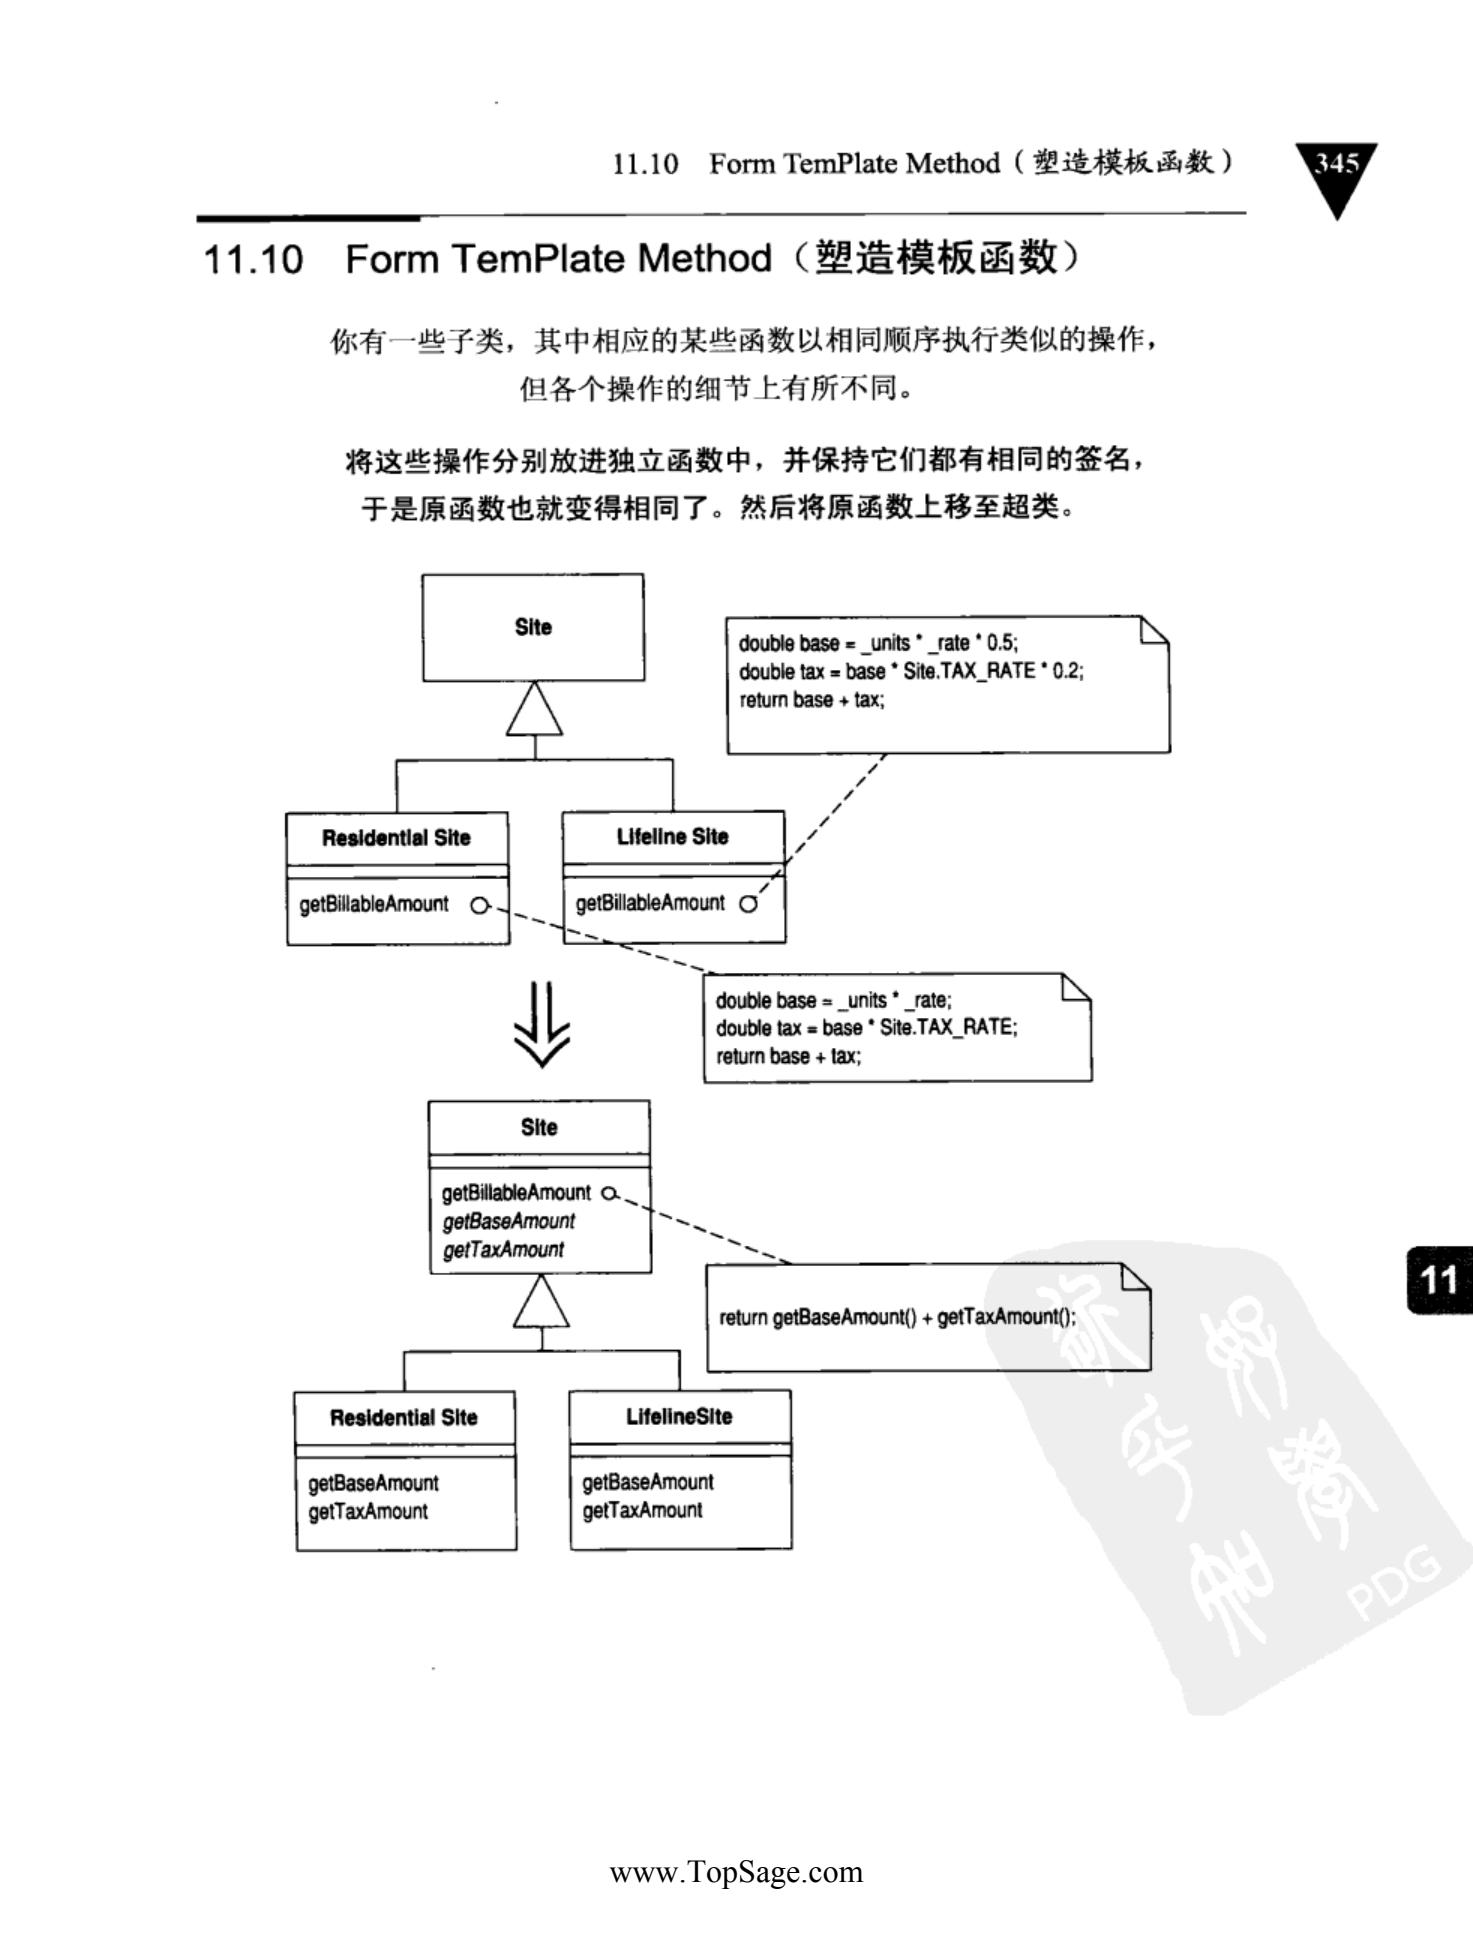 11.10 Form TemPlate Method（塑造模板函数）
345
11.10 Form TemPlate Method（塑造模板函数）
你有一些子类，其中相应的某些函数以相同顺序执行类似的操作，
但各个操作的细节上有所不同。
将这些操作分别放进独立函数中，并保持它们都有相同的签名，
于是原函数也就变得相同了。然后将原函数上移至超类。
Site
double base = _units * _rate * 0.5;
double tax = base * Site.TAX_RATE * 0.2;
return base + tax;
Residential Site
Lifeline Site
getBillableAmount
getBillableAmount
double base = _units * _rate;
double tax = base * Site.TAX_RATE;
return base + tax;
Site
getBillableAmount
getBaseAmount
getTaxAmount
return getBaseAmount() + getTaxAmount();
11
Residential Site
LifelineSite
getBaseAmount
getTaxAmount
getBaseAmount
getTaxAmount
PDG
www.TopSage.com